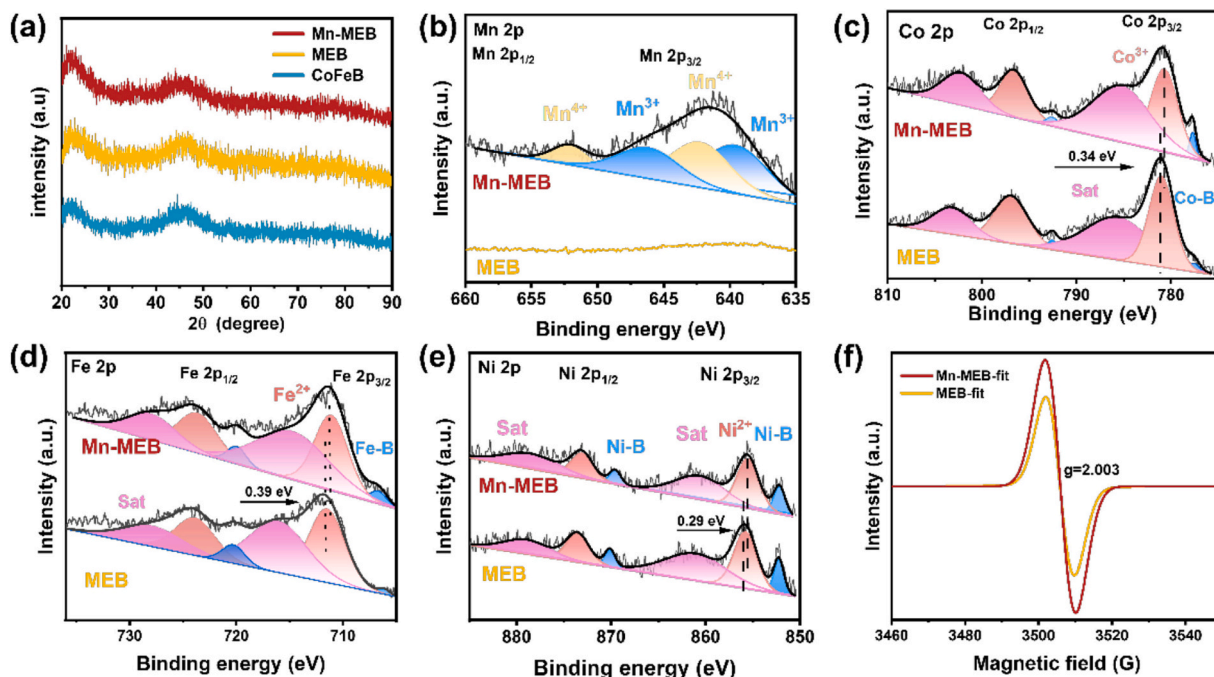 (a)
Mn-MEB
MEB
CoFeB
intensity (a.u)
20 30 40 50 60 70 80 90
2θ (degree)
(b)
Mn 2p
Mn 2p1/2
Mn 2p3/2
Mn4+
Mn4+
Mn3+
Mn3+
Mn-MEB
MEB
Intensity (a.u.)
660 655 650 645 640 635
Binding energy (eV)
(c)
Co 2p
Co 2p1/2
Co 2p3/2
Co3+
Mn-MEB
0.34 eV
Sat
Co-B
MEB
Intensity (a.u.)
810 800 790 780
Binding energy (eV)
(d)
Fe 2p
Fe 2p1/2
Fe 2p3/2
Fe2+
Mn-MEB
Fe-B
Sat
0.39 eV
MEB
Intensity (a.u.)
730 720 710
Binding energy (eV)
(e)
Ni 2p
Ni 2p1/2
Ni 2p3/2
Sat
Ni-B
Sat
Ni2+
Ni-B
Mn-MEB
0.29 eV
MEB
Intensity (a.u.)
880 870 860 850
Binding energy (eV)
(f)
Mn-MEB-fit
MEB-fit
g=2.003
Intensity (a.u.)
3460 3480 3500 3520 3540
Magnetic field (G)